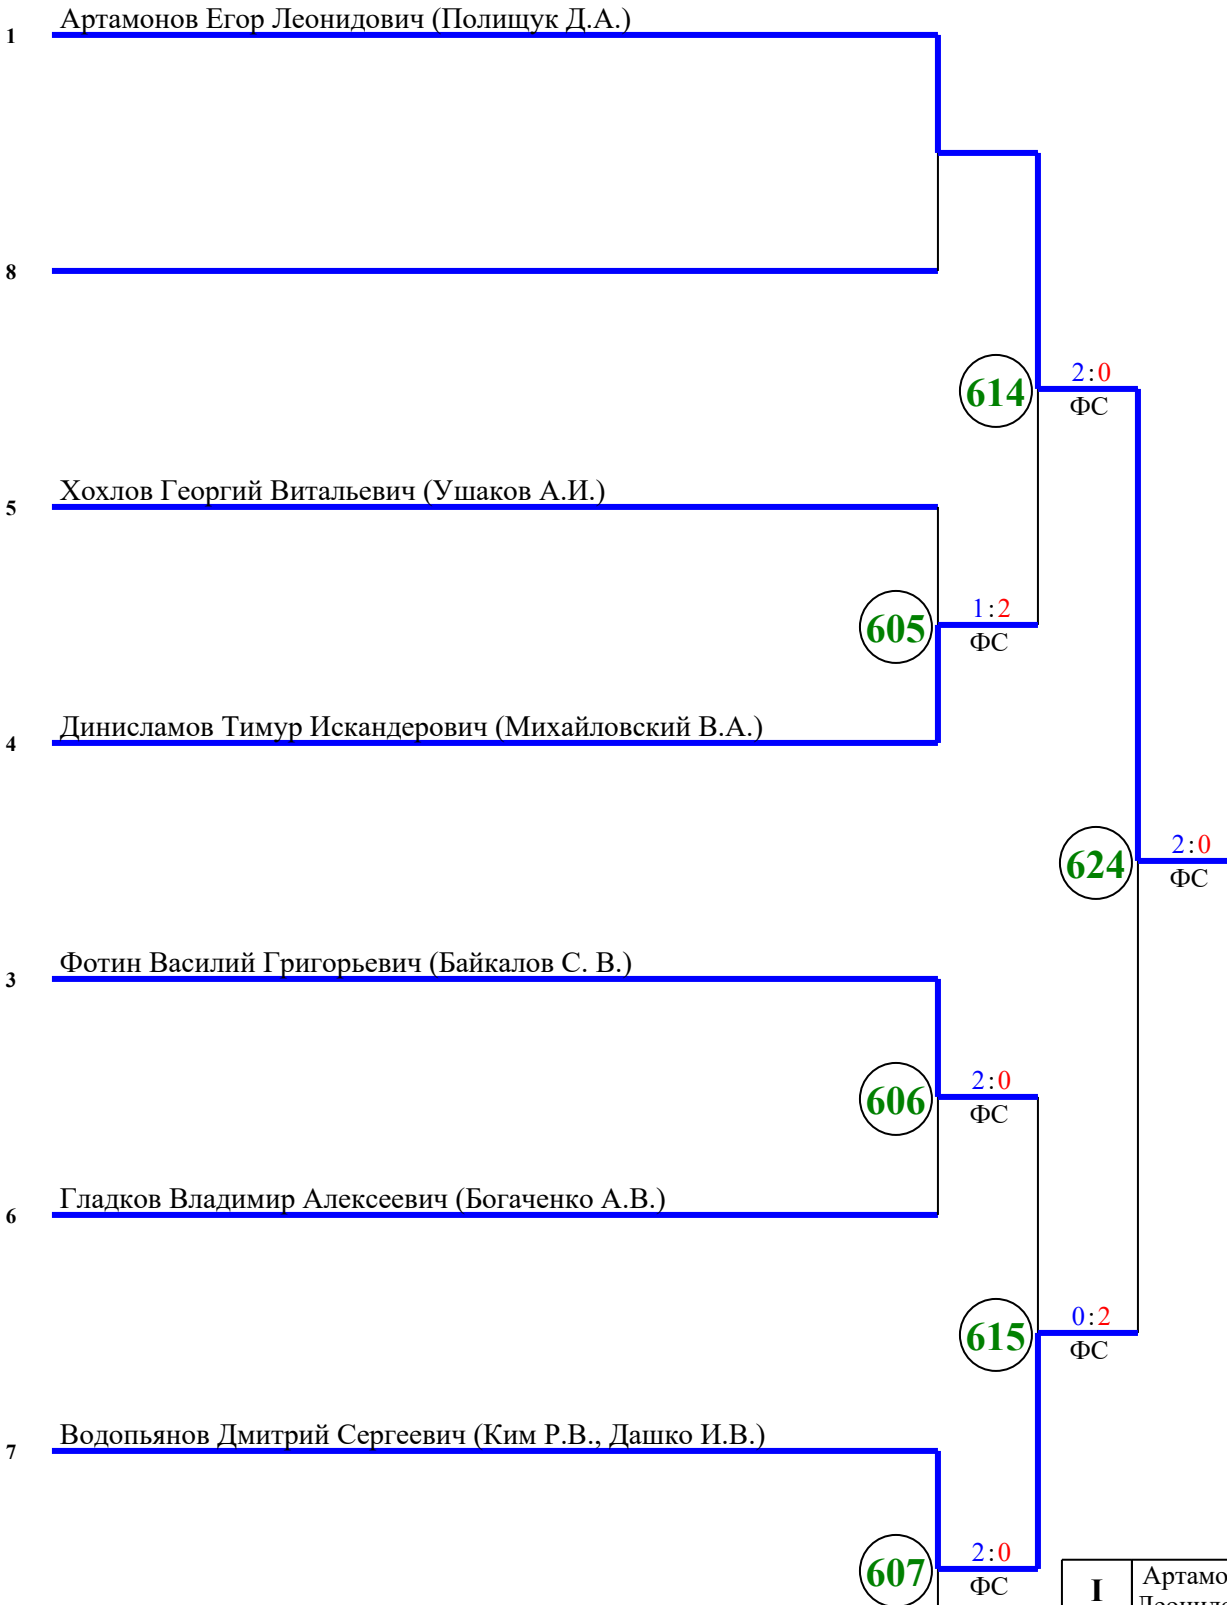 Артамонов Егор Леонидович (Полищук Д.А.)
1
8
614
2:0
ФС
Хохлов Георгий Витальевич (Ушаков А.И.)
5
605
1:2
ФС
Динисламов Тимур Искандерович (Михайловский В.А.)
4
624
2:0
ФС
Фотин Василий Григорьевич (Байкалов С. В.)
3
606
2:0
ФС
Гладков Владимир Алексеевич (Богаченко А.В.)
6
615
0:2
ФС
Водопьянов Дмитрий Сергеевич (Ким Р.В., Дашко И.В.)
7
607
2:0
ФС
I
Артамо